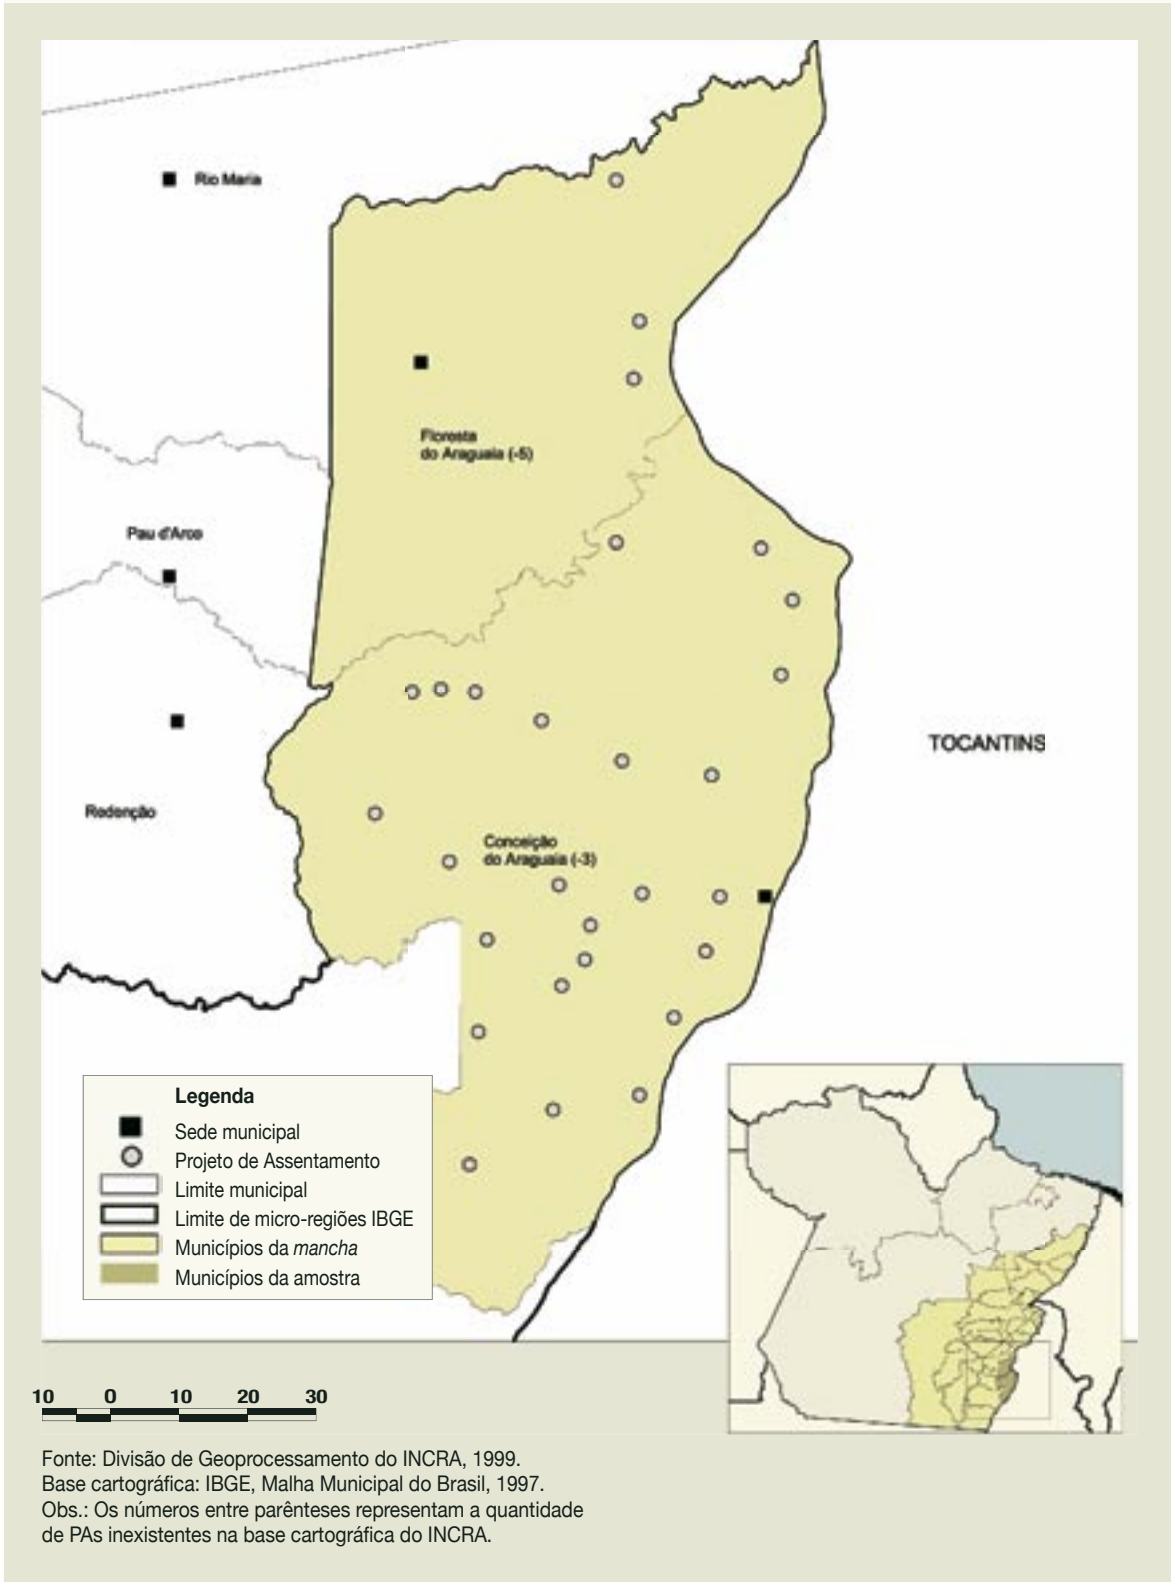 Rio Maria
Floresta
do Araguaia (-5)
Pau d'Arco
TOCANTINS
Redenção
Conceição
do Araguaia (-3)
Legenda
Sede municipal
Projeto de Assentamento
Limite municipal
Limite de micro-regiões IBGE
Municípios da mancha
Municípios da amostra
10 0 10 20 30
Fonte: Divisão de Geoprocessamento do INCRA, 1999.
Base cartográfica: IBGE, Malha Municipal do Brasil, 1997.
Obs.: Os números entre parênteses representam a quantidade
de PAs inexistentes na base cartográfica do INCRA.